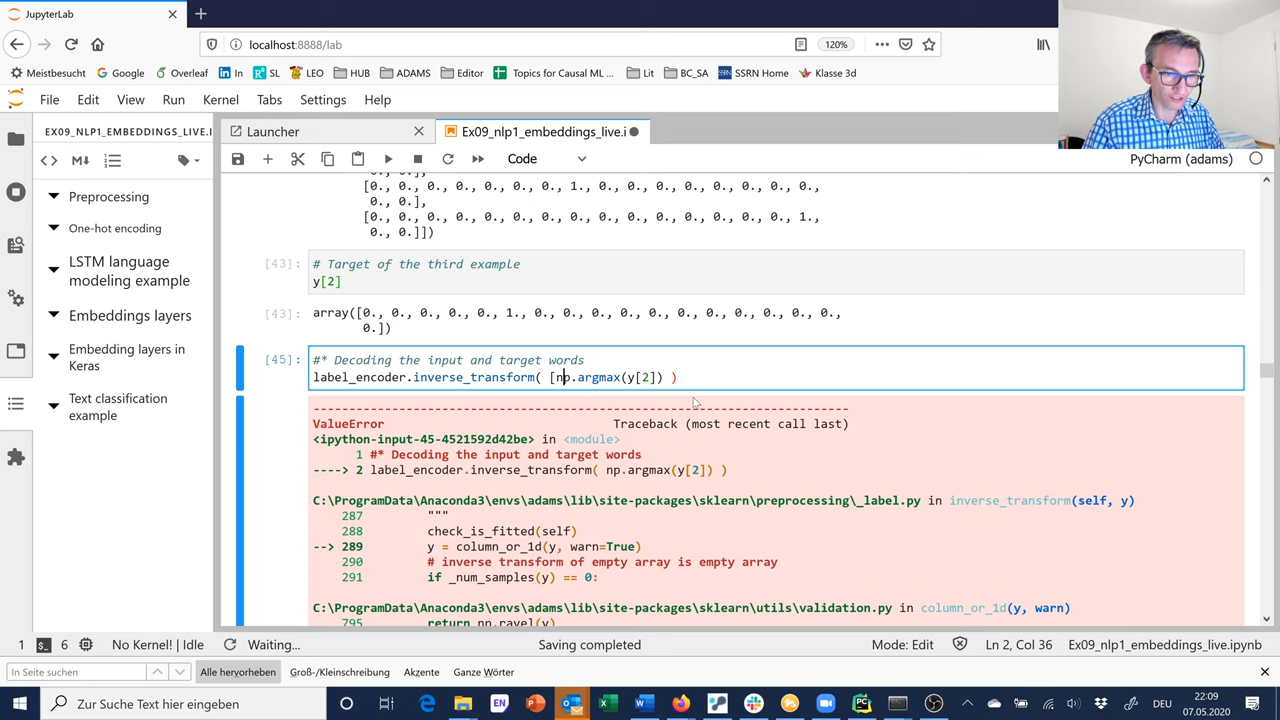 JupyterLab
localhost:8888/lab
120%
Meistbesucht
Google
Overleaf
In
SL
LEO
HUB
ADAMS
Editor
Topics for Causal ML ...
Lit
BC_SA
SSRN Home
Klasse 3d
File Edit View Run Kernel Tabs Settings Help
EX09_NLP1_EMBEDDINGS_LIVE.I
Launcher
Ex09_nlp1_embeddings_live.i
Code
PyCharm (adams)
Preprocessing
One-hot encoding
LSTM language
modeling example
Embeddings layers
Embedding layers in
Keras
Text classification
example
0., 0.],
[0., 0., 0., 0., 0., 0., 0., 1., 0., 0., 0., 0., 0., 0., 0., 0.,
0., 0.],
[0., 0., 0., 0., 0., 0., 0., 0., 0., 0., 0., 0., 0., 0., 0., 1.,
0., 0.]])
[43]:
# Target of the third example
y[2]
[43]:
array([0., 0., 0., 0., 0., 1., 0., 0., 0., 0., 0., 0., 0., 0., 0., 0., 0.,
0.])
[45]:
#* Decoding the input and target words
label_encoder.inverse_transform( [np.argmax(y[2]) )
---------------------------------------------------------------------------
ValueError Traceback (most recent call last)
<ipython-input-45-4521592d42be> in <module>
1 #* Decoding the input and target words
----> 2 label_encoder.inverse_transform( np.argmax(y[2]) )
C:\ProgramData\Anaconda3\envs\adams\lib\site-packages\sklearn\preprocessing\_label.py in inverse_transform(self, y)
287 """
288 check_is_fitted(self)
--> 289 y = column_or_1d(y, warn=True)
290 # inverse transform of empty array is empty array
291 if _num_samples(y) == 0:
C:\ProgramData\Anaconda3\envs\adams\lib\site-packages\sklearn\utils\validation.py in column_or_1d(y, warn)
795 return np.ravel(y)
1 6 No Kernel! | Idle Waiting... Saving completed Mode: Edit Ln 2, Col 36 Ex09_nlp1_embeddings_live.ipynb
In Seite suchen
Alle hervorheben
Groß-/Kleinschreibung
Akzente
Ganze Wörter
Zur Suche Text hier eingeben
EN
DEU
22:09
07.05.2020